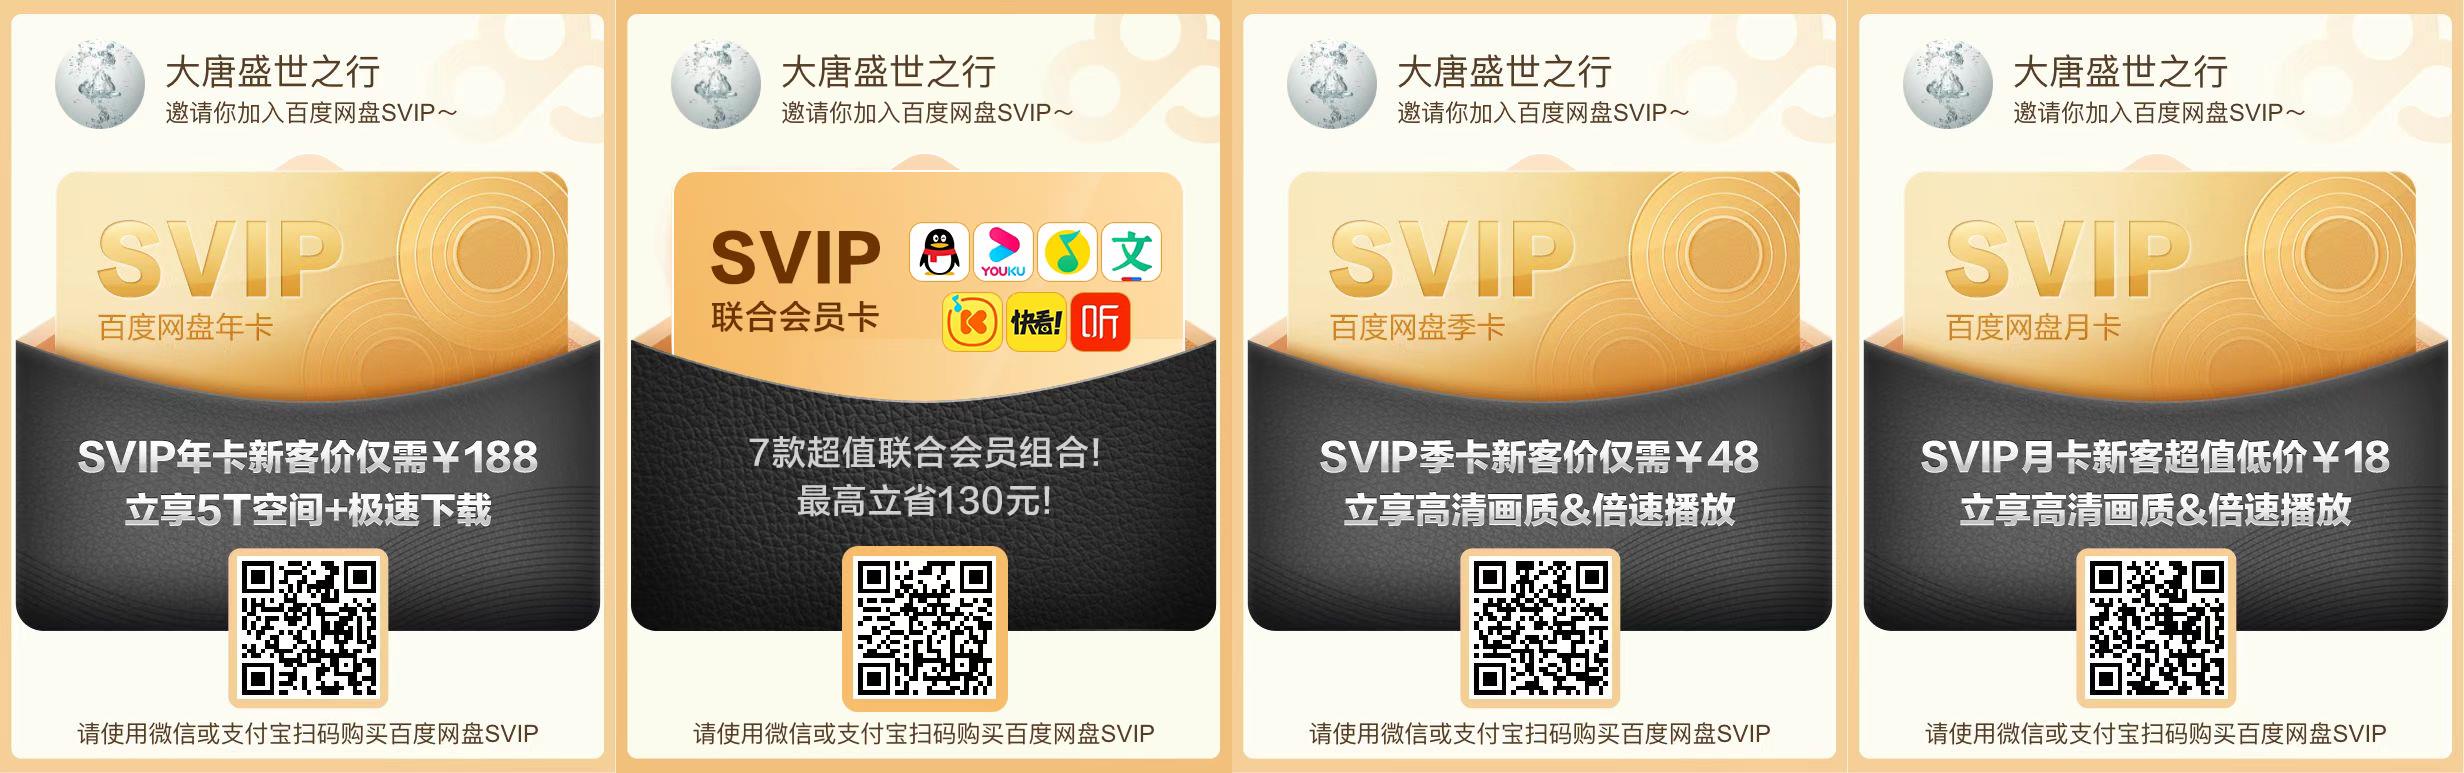 大唐盛世之行
邀请你加入百度网盘SVIP～
SVIP
百度网盘年卡
SVIP年卡新客价仅需￥188
立享5T空间+极速下载
请使用微信或支付宝扫码购买百度网盘SVIP
大唐盛世之行
邀请你加入百度网盘SVIP～
SVIP
联合会员卡
YOUKU
文
快看!
听
7款超值联合会员组合!
最高立省130元!
请使用微信或支付宝扫码购买百度网盘SVIP
大唐盛世之行
邀请你加入百度网盘SVIP～
SVIP
百度网盘季卡
SVIP季卡新客价仅需￥48
立享高清画质&倍速播放
请使用微信或支付宝扫码购买百度网盘SVIP
大唐盛世之行
邀请你加入百度网盘SVIP～
SVIP
百度网盘月卡
SVIP月卡新客超值低价￥18
立享高清画质&倍速播放
请使用微信或支付宝扫码购买百度网盘SVIP